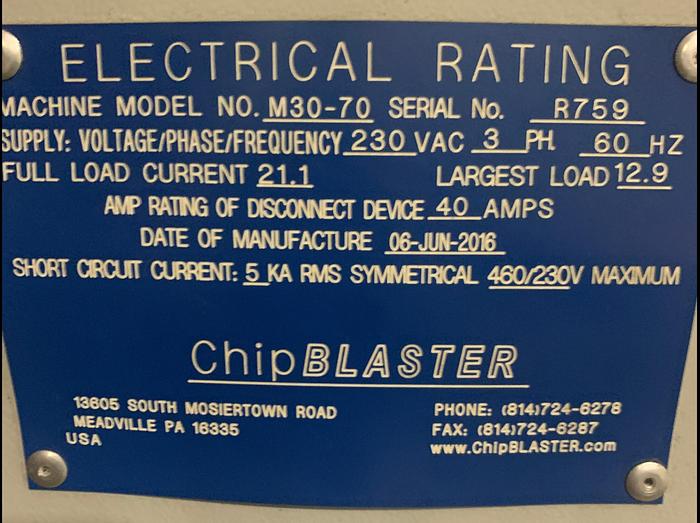 ELECTRICAL RATING
MACHINE MODEL NO. M30-70 SERIAL No. R759
SUPPLY: VOLTAGE/PHASE/FREQUENCY 230 VAC 3 PH. 60 HZ
FULL LOAD CURRENT 21.1 LARGEST LOAD 12.9
AMP RATING OF DISCONNECT DEVICE 40 AMPS
DATE OF MANUFACTURE 06-JUN-2016
SHORT CIRCUIT CURRENT: 5 KA RMS SYMMETRICAL 460/230V MAXIMUM
ChipBLASTER
13605 SOUTH MOSIERTOWN ROAD
MEADVILLE PA 16335
USA
PHONE: (814)724-6278
FAX: (814)724-6287
www.ChipBLASTER.com